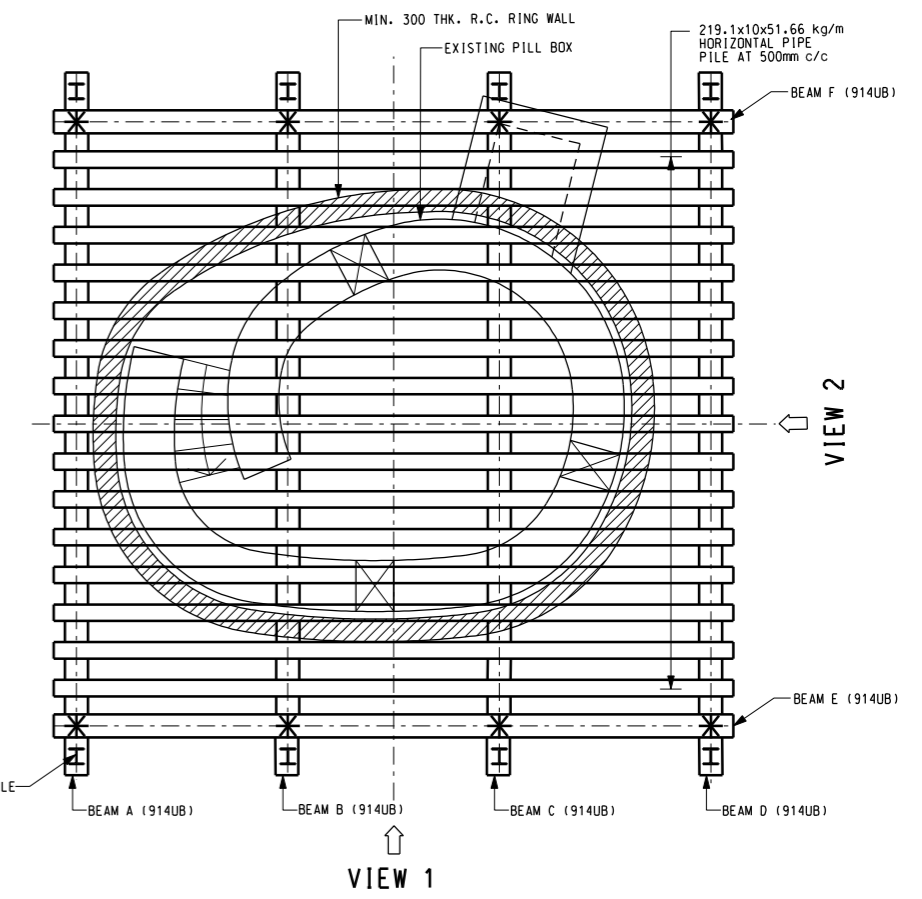 MIN. 300 THK. R.C. RING WALL
EXISTING PILL BOX
219.1x10x51.66 kg/m
HORIZONTAL PIPE
PILE AT 500mm c/c
BEAM F (914UB)
VIEW 2
BEAM E (914UB)
LE
BEAM A (914UB)
BEAM B (914UB)
BEAM C (914UB)
BEAM D (914UB)
VIEW 1